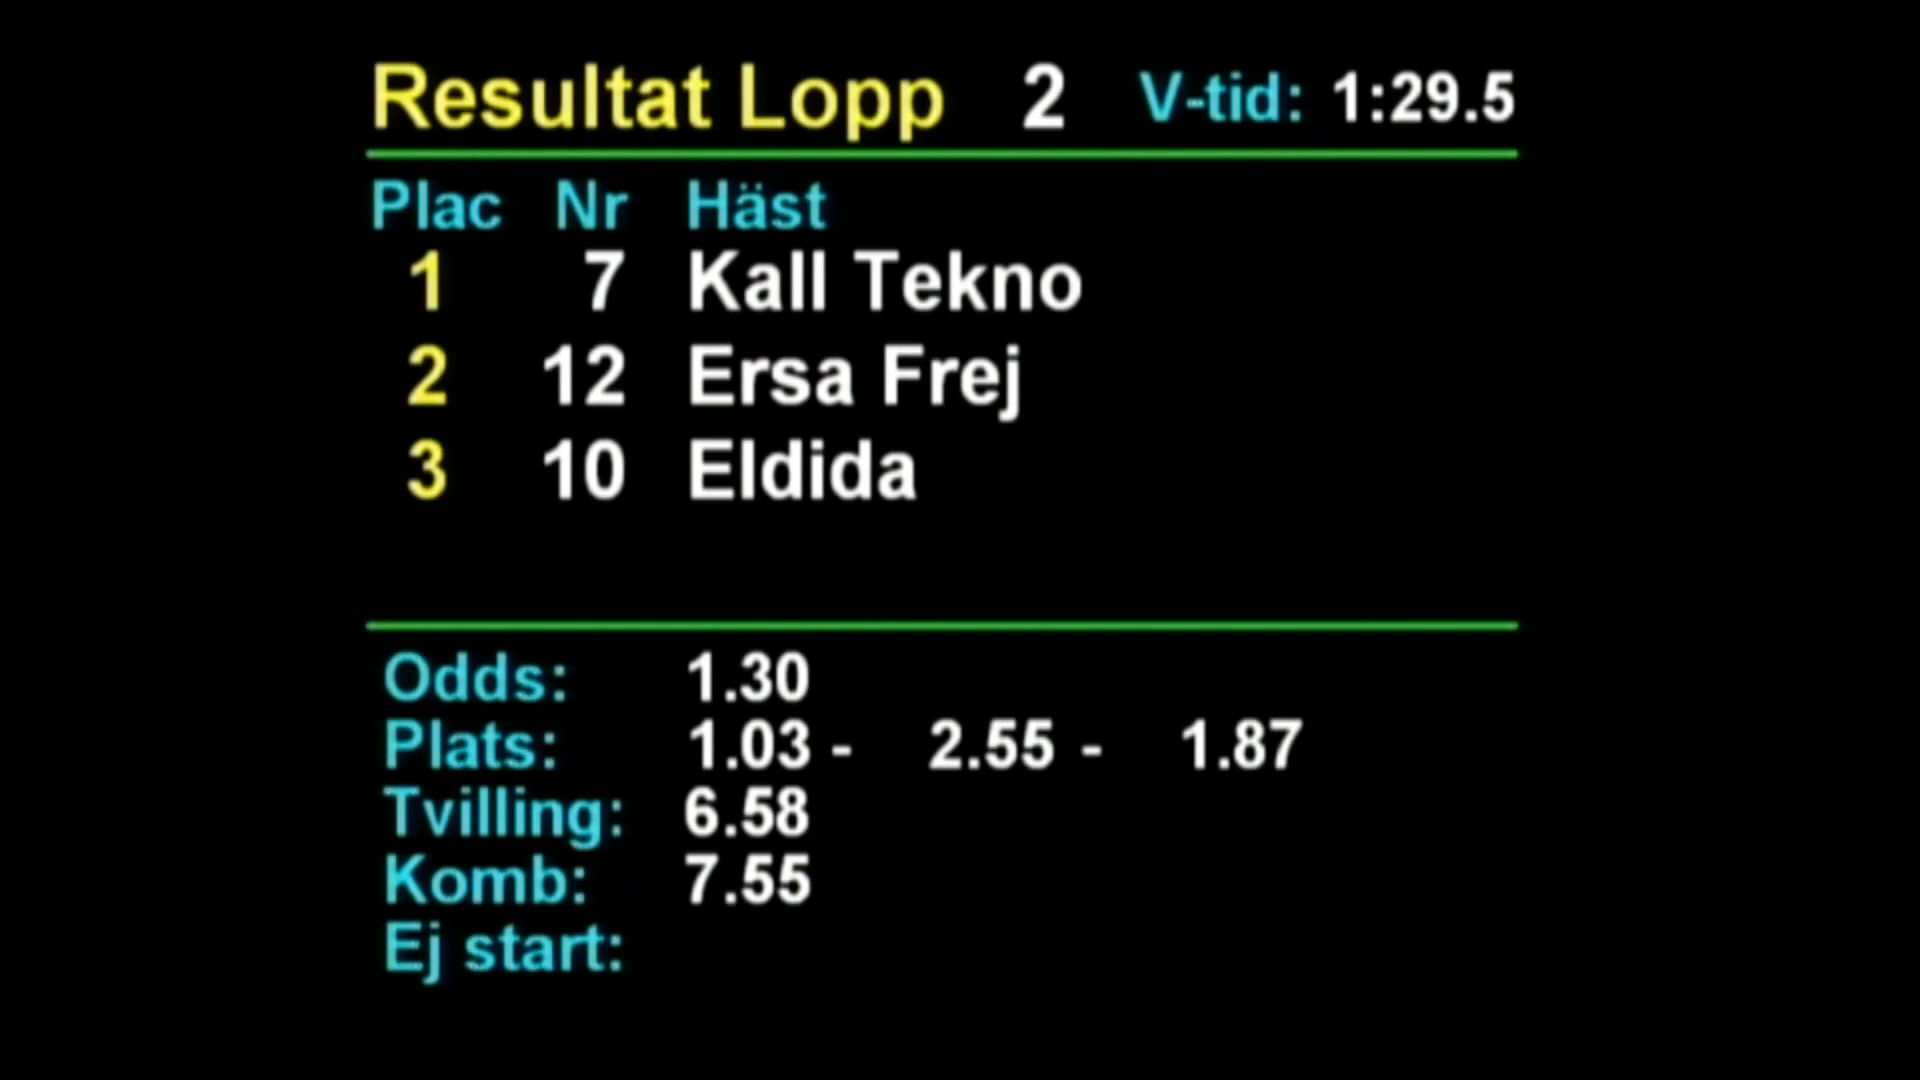 Resultat Lopp 2 V-tid: 1:29.5
Plac Nr Häst
1 7 Kall Tekno
2 12 Ersa Frej
3 10 Eldida
Odds: 1.30
Plats: 1.03 - 2.55 - 1.87
Tvilling: 6.58
Komb: 7.55
Ej start: